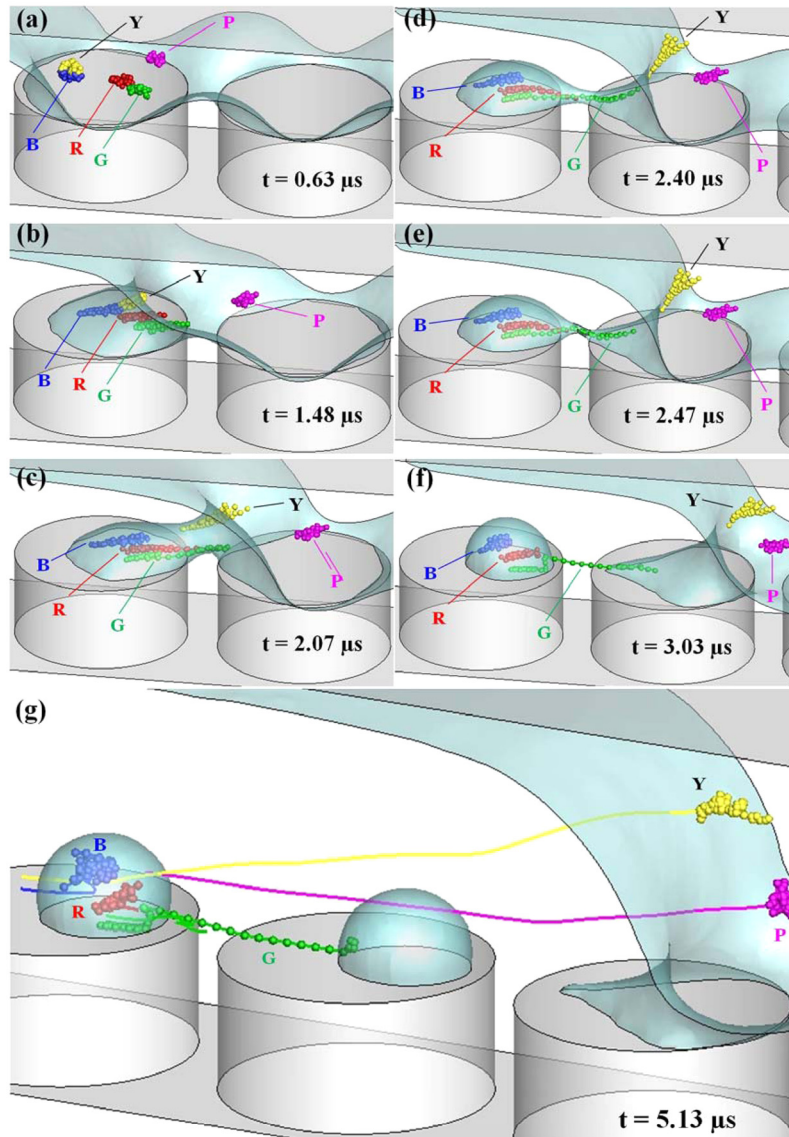 (a)
Y
P
B
R
G
t = 0.63 μs
(b)
Y
P
B
R
G
t = 1.48 μs
(c)
Y
B
P
R
G
t = 2.07 μs
(d)
Y
B
R
G
P
t = 2.40 μs
(e)
Y
B
P
R
G
t = 2.47 μs
(f)
Y
B
P
R
G
t = 3.03 μs
(g)
Y
B
P
R
G
t = 5.13 μs